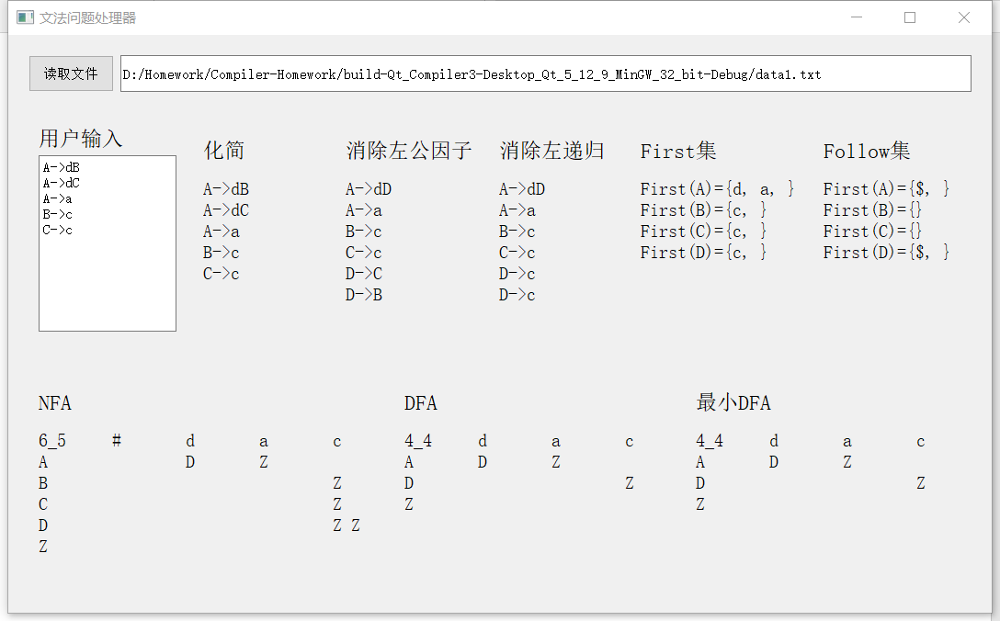 文法问题处理器
读取文件 D:/Homework/Compiler-Homework/build-Qt_Compiler3-Desktop_Qt_5_12_9_MinGW_32_bit-Debug/data1.txt
用户输入
A->dB
A->dC
A->a
B->c
C->c
化简
A->dB
A->dC
A->a
B->c
C->c
消除左公因子
A->dD
A->a
B->c
C->c
D->C
D->B
消除左递归
A->dD
A->a
B->c
C->c
D->c
D->c
First集
First(A)={d, a, }
First(B)={c, }
First(C)={c, }
First(D)={c, }
Follow集
First(A)={$, }
First(B)={}
First(C)={}
First(D)={$, }
NFA
6_5 # d a c
A D Z
B Z
C Z
D Z Z
Z
DFA
4_4 d a c
A D Z
D Z
Z
最小DFA
4_4 d a c
A D Z
D Z
Z